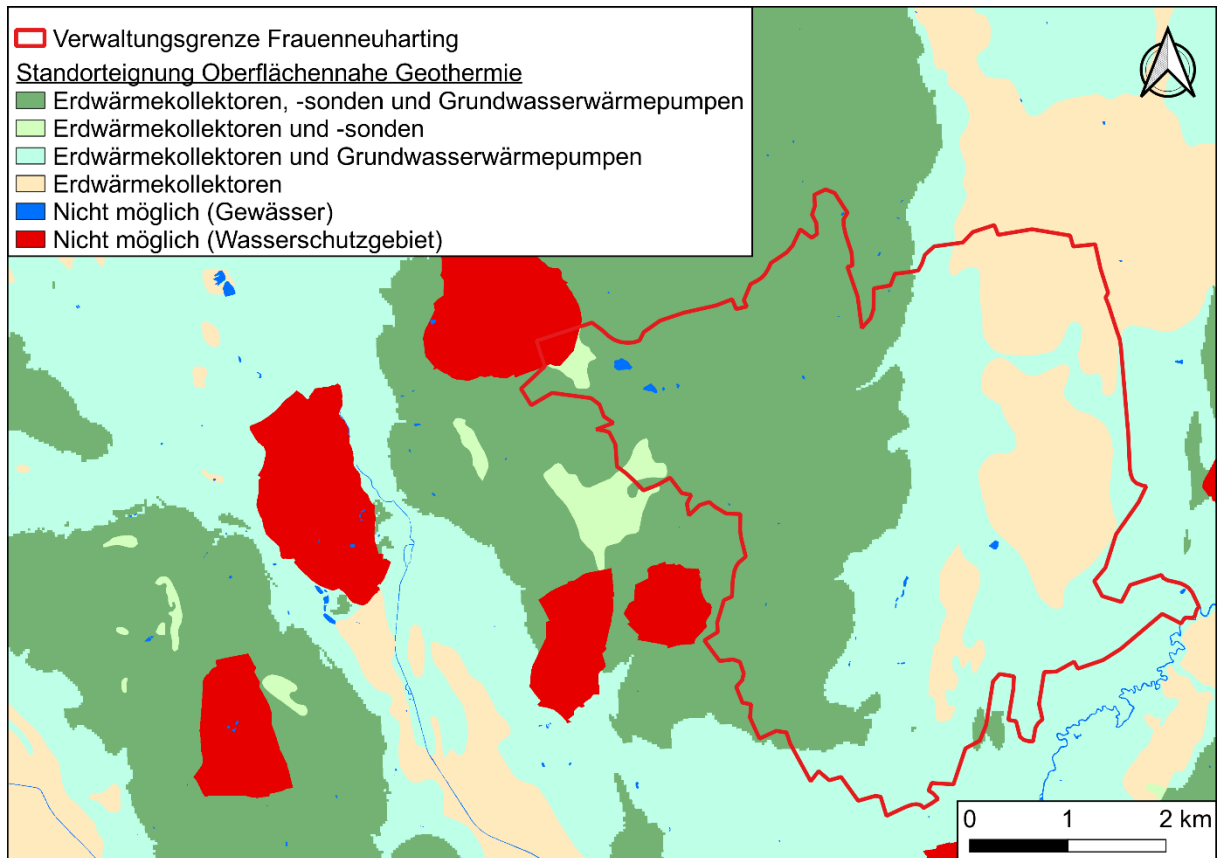 Verwaltungsgrenze Frauenneuharting
Standorteignung Oberflächennahe Geothermie
Erdwärmekollektoren, -sonden und Grundwasserwärmepumpen
Erdwärmekollektoren und -sonden
Erdwärmekollektoren und Grundwasserwärmepumpen
Erdwärmekollektoren
Nicht möglich (Gewässer)
Nicht möglich (Wasserschutzgebiet)
0 1 2 km